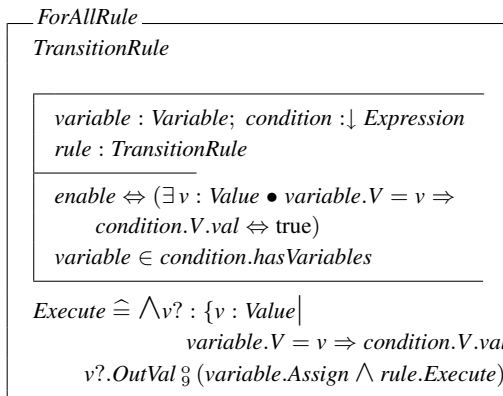 ForAllRule
TransitionRule
variable : Variable; condition :↓ Expression
rule : TransitionRule
enable ⇔ (∃ v : Value • variable.V = v ⇒
condition.V.val ⇔ true)
variable ∈ condition.hasVariables
Execute ≙ ⋀v? : {v : Value|
variable.V = v ⇒ condition.V.val
v?.OutVal ⨟ (variable.Assign ∧ rule.Execute)